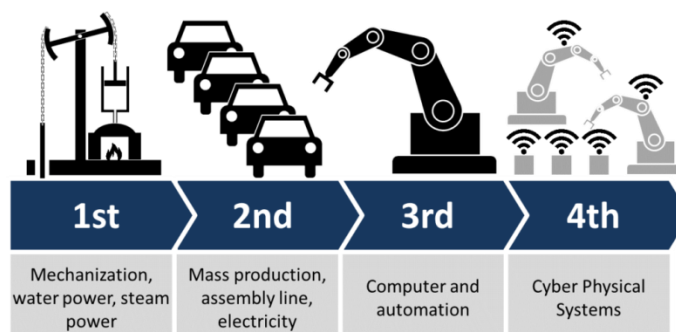 1st
2nd
3rd
4th
Mechanization,
water power, steam
power
Mass production,
assembly line,
electricity
Computer and
automation
Cyber Physical
Systems